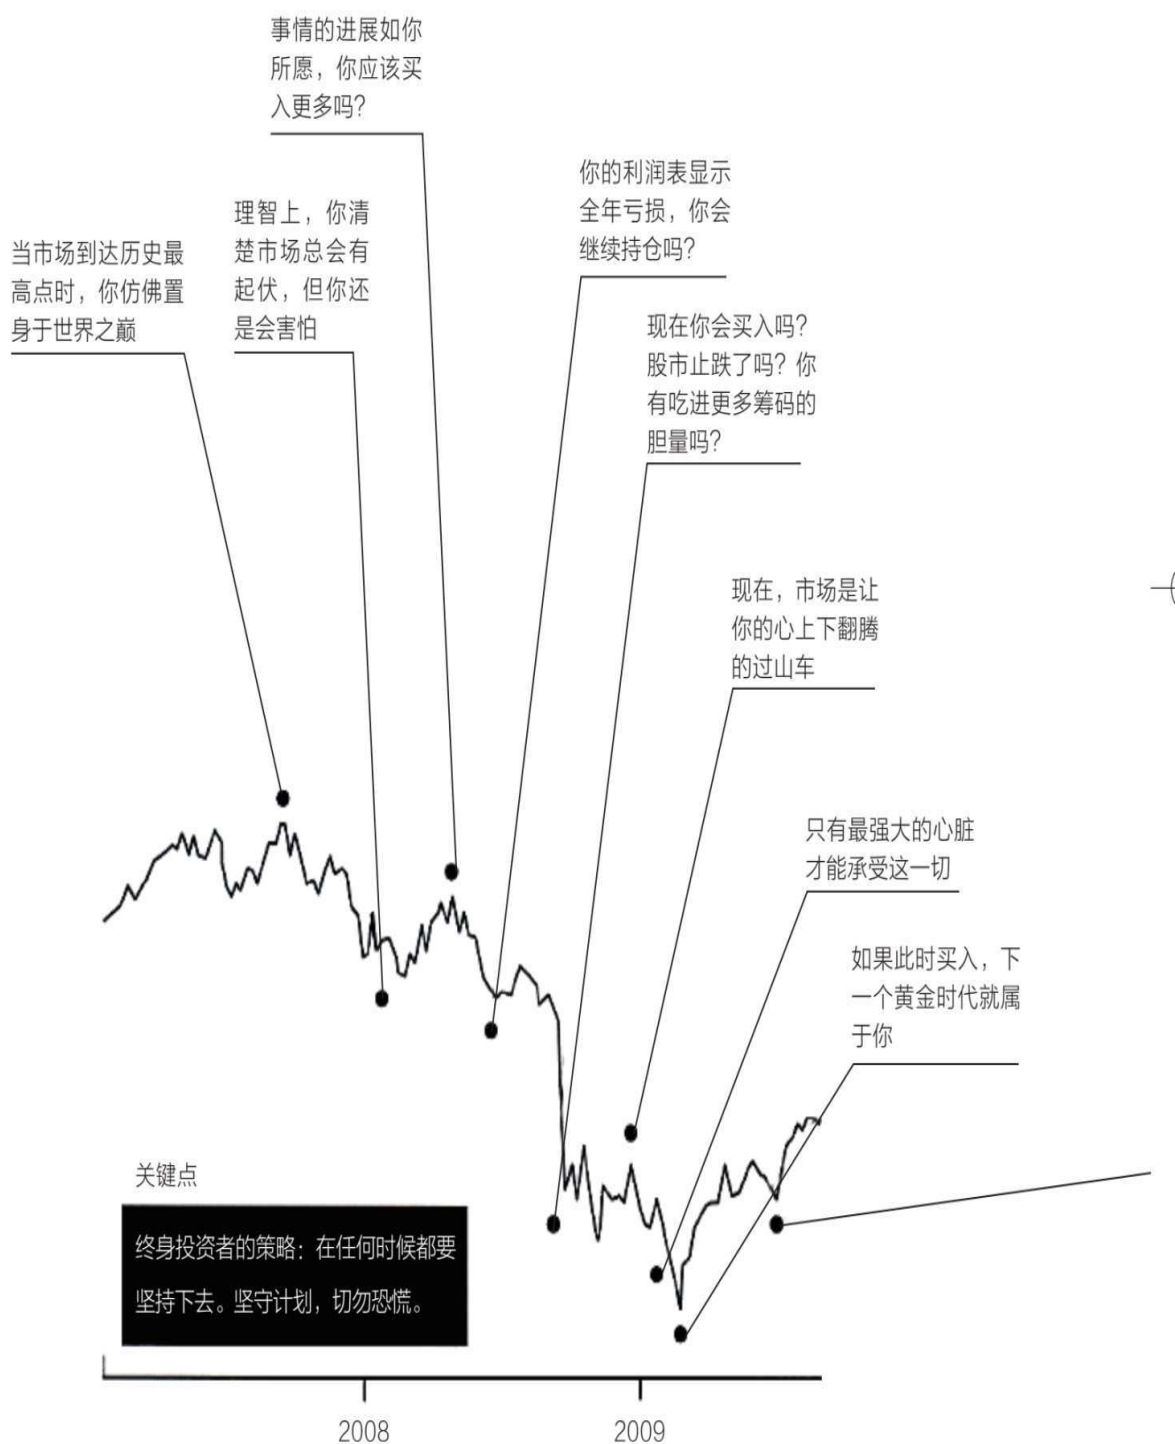 事情的进展如你
所愿，你应该买
入更多吗？
你的利润表显示
全年亏损，你会
继续持仓吗？
理智上，你清
楚市场总会有
起伏，但你还
是会害怕
当市场到达历史最
高点时，你仿佛置
身于世界之巅
现在你会买入吗？
股市止跌了吗？你
有吃进更多筹码的
胆量吗？
现在，市场是让
你的心上下翻腾
的过山车
只有最强大的心脏
才能承受这一切
如果此时买入，下
一个黄金时代就属
于你
关键点
终身投资者的策略：在任何时候都要
坚持下去。坚守计划，切勿恐慌。
2008
2009